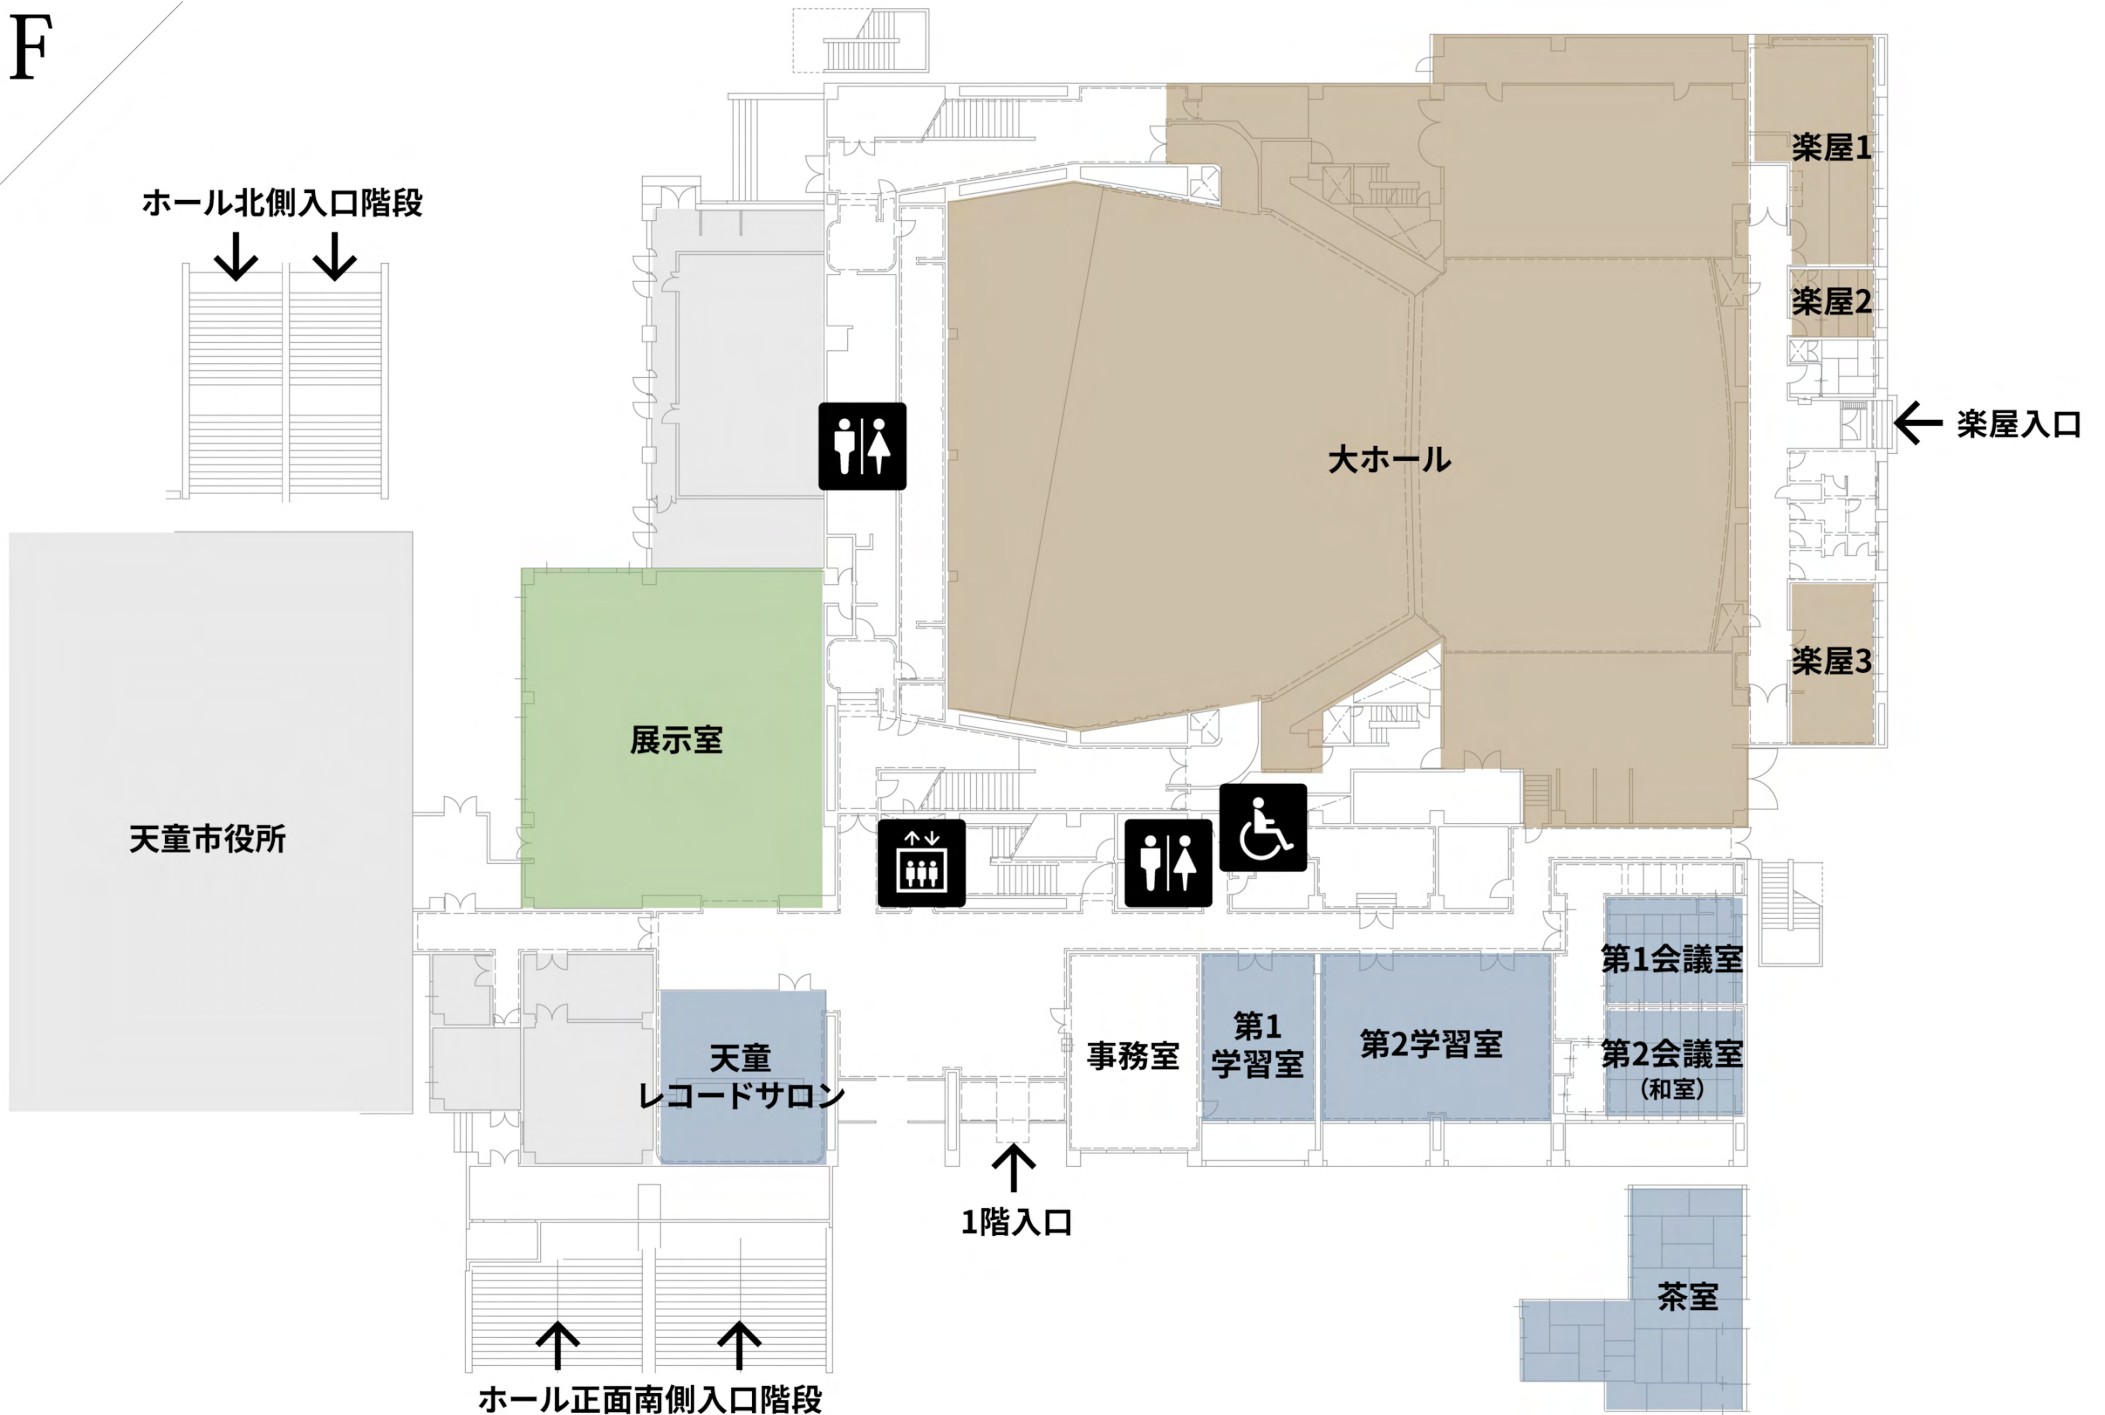 F
ホール北側入口階段
楽屋1
楽屋2
楽屋入口
大ホール
楽屋3
展示室
天童市役所
第1会議室
第2会議室
（和室）
第1
学習室
第2学習室
事務室
天童
レコードサロン
1階入口
茶室
ホール正面南側入口階段